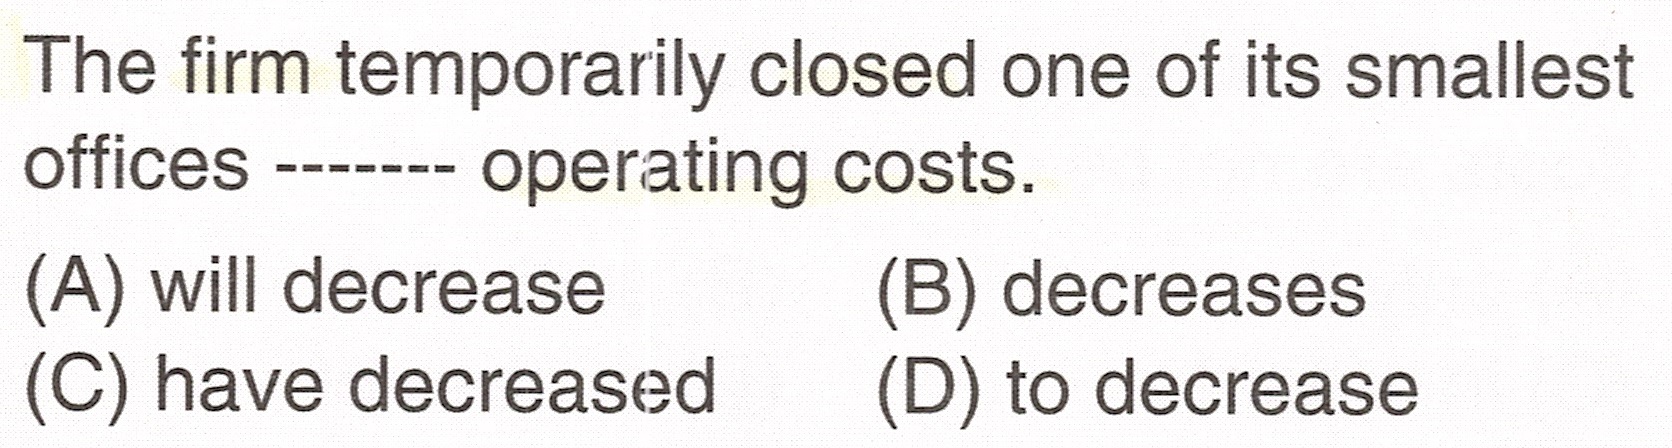 The firm temporarily closed one of its smallest
offices ------- operating costs.
(A) will decrease (B) decreases
(C) have decreased (D) to decrease